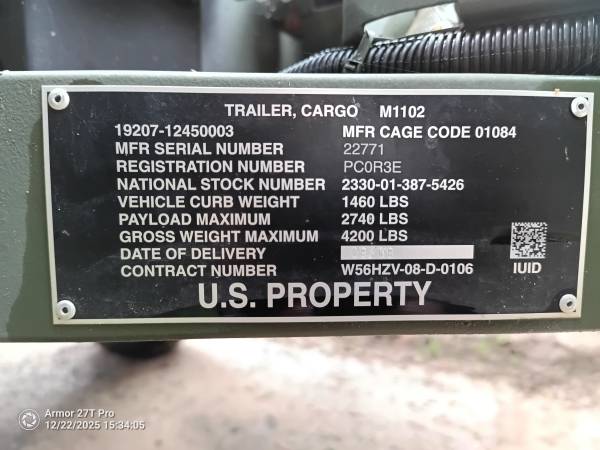 TRAILER, CARGO M1102
19207-12450003 MFR CAGE CODE 01084
MFR SERIAL NUMBER 22771
REGISTRATION NUMBER PC0R3E
NATIONAL STOCK NUMBER 2330-01-387-5426
VEHICLE CURB WEIGHT 1460 LBS
PAYLOAD MAXIMUM 2740 LBS
GROSS WEIGHT MAXIMUM 4200 LBS
DATE OF DELIVERY
CONTRACT NUMBER W56HZV-08-D-0106 IUID
U.S. PROPERTY
Armor 27T Pro
12/22/2025 15:34:05